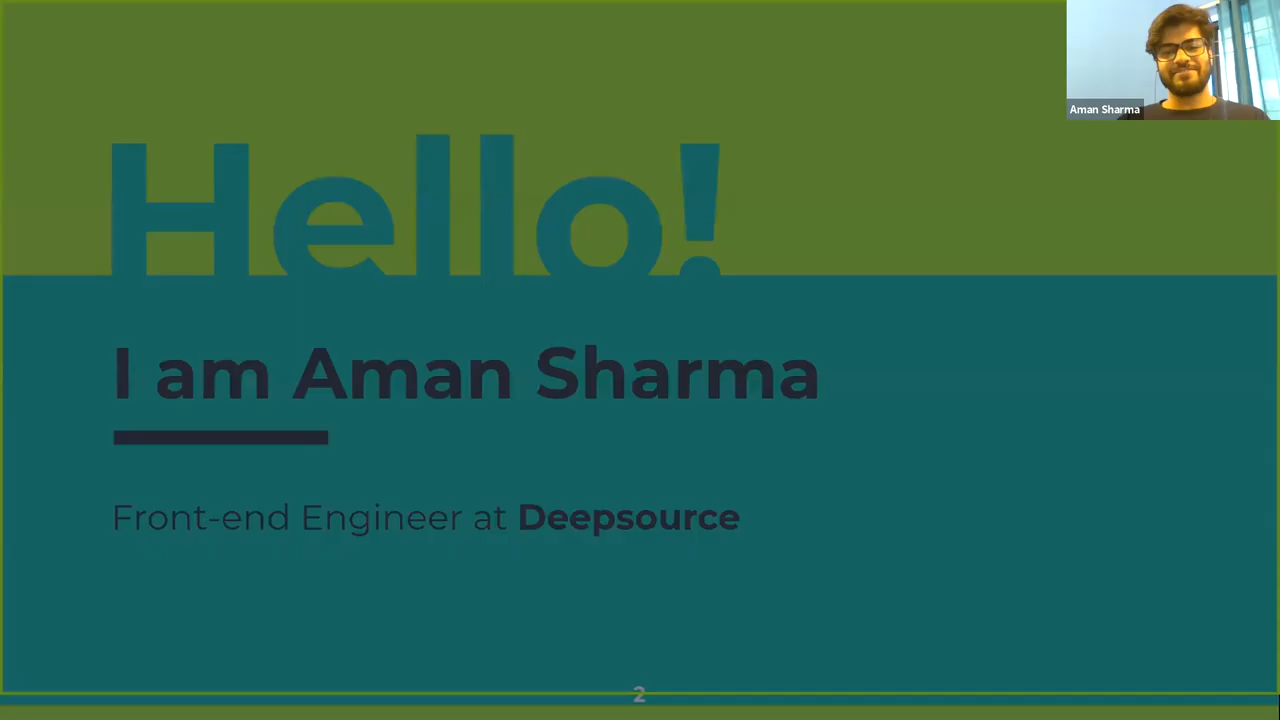 Aman Sharma
Hello!
I am Aman Sharma
Front-end Engineer at Deepsource
2